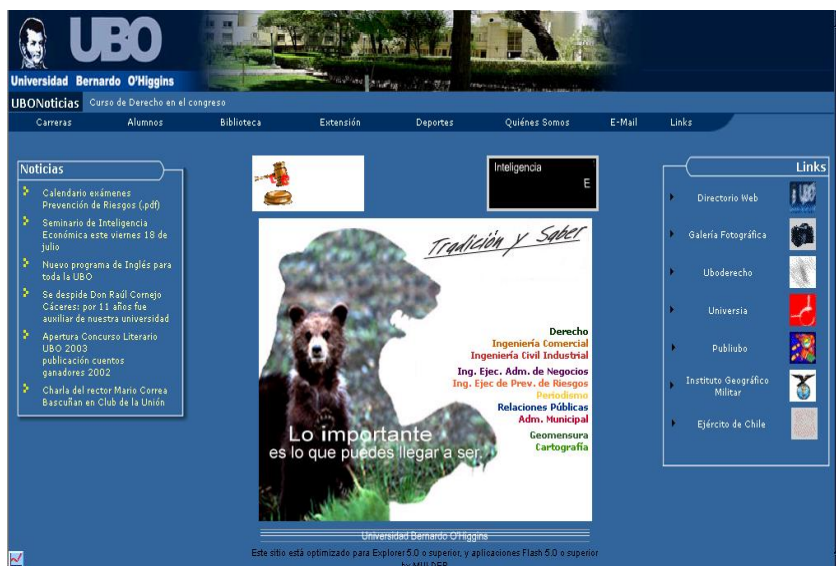 UBO
Universidad Bernardo O'Higgins
UBONoticias Curso de Derecho en el congreso
Carreras Alumnos Biblioteca Extensión Deportes Quiénes Somos E-Mail Links
Noticias
Calendario exámenes
Prevención de Riesgos (.pdf)
Seminario de Inteligencia
Económica este viernes 18 de
julio
Nuevo programa de Inglés para
toda la UBO
Se despide Don Raúl Cornejo
Cáceres: por 11 años fue
auxiliar de nuestra universidad
Apertura Concurso Literario
UBO 2003
publicación cuentos
ganadores 2002
Charla del rector Mario Correa
Bascuñan en Club de la Unión
Inteligencia
E
Tradición y Saber
Derecho
Ingeniería Comercial
Ingeniería Civil Industrial
Ing. Ejec. Adm. de Negocios
Ing. Ejec de Prev. de Riesgos
Periodismo
Relaciones Públicas
Adm. Municipal
Geomensura
Cartografía
Lo importante
es lo que puedes llegar a ser.
Links
Directorio Web
Galería Fotográfica
Uboderecho
Universia
Publiubo
Instituto Geográfico
Militar
Ejército de Chile
Universidad Bernardo O'Higgins
Este sitio está optimizado para Explorer 5.0 o superior, y aplicaciones Flash 5.0 o superior
by MULDER